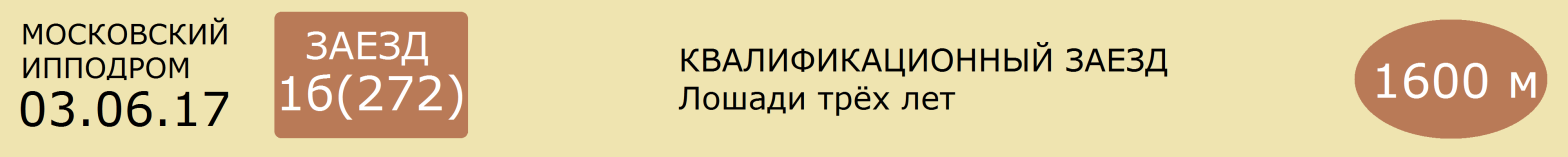 МОСКОВСКИЙ
ИППОДРОМ
03.06.17
ЗАЕЗД
16(272)
КВАЛИФИКАЦИОННЫЙ ЗАЕЗД
Лошади трёх лет
1600 м